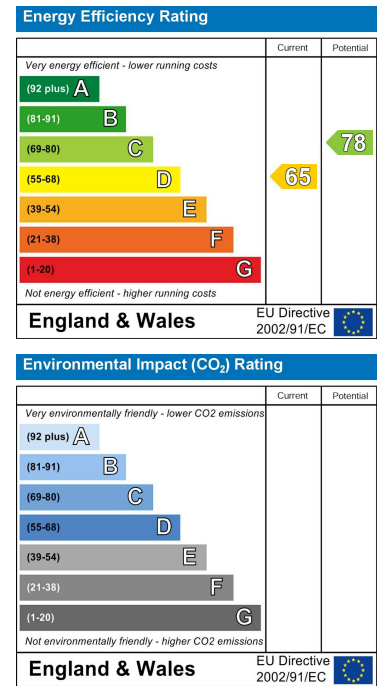 Energy Efficiency Rating
Current Potential
Very energy efficient - lower running costs
(92 plus) A
(81-91) B
(69-80) C
78
(55-68) D
65
(39-54) E
(21-38) F
(1-20) G
Not energy efficient - higher running costs
England & Wales
EU Directive
2002/91/EC
Environmental Impact (CO₂) Rating
Current Potential
Very environmentally friendly - lower CO2 emissions
(92 plus) A
(81-91) B
(69-80) C
(55-68) D
(39-54) E
(21-38) F
(1-20) G
Not environmentally friendly - higher CO2 emissions
England & Wales
EU Directive
2002/91/EC